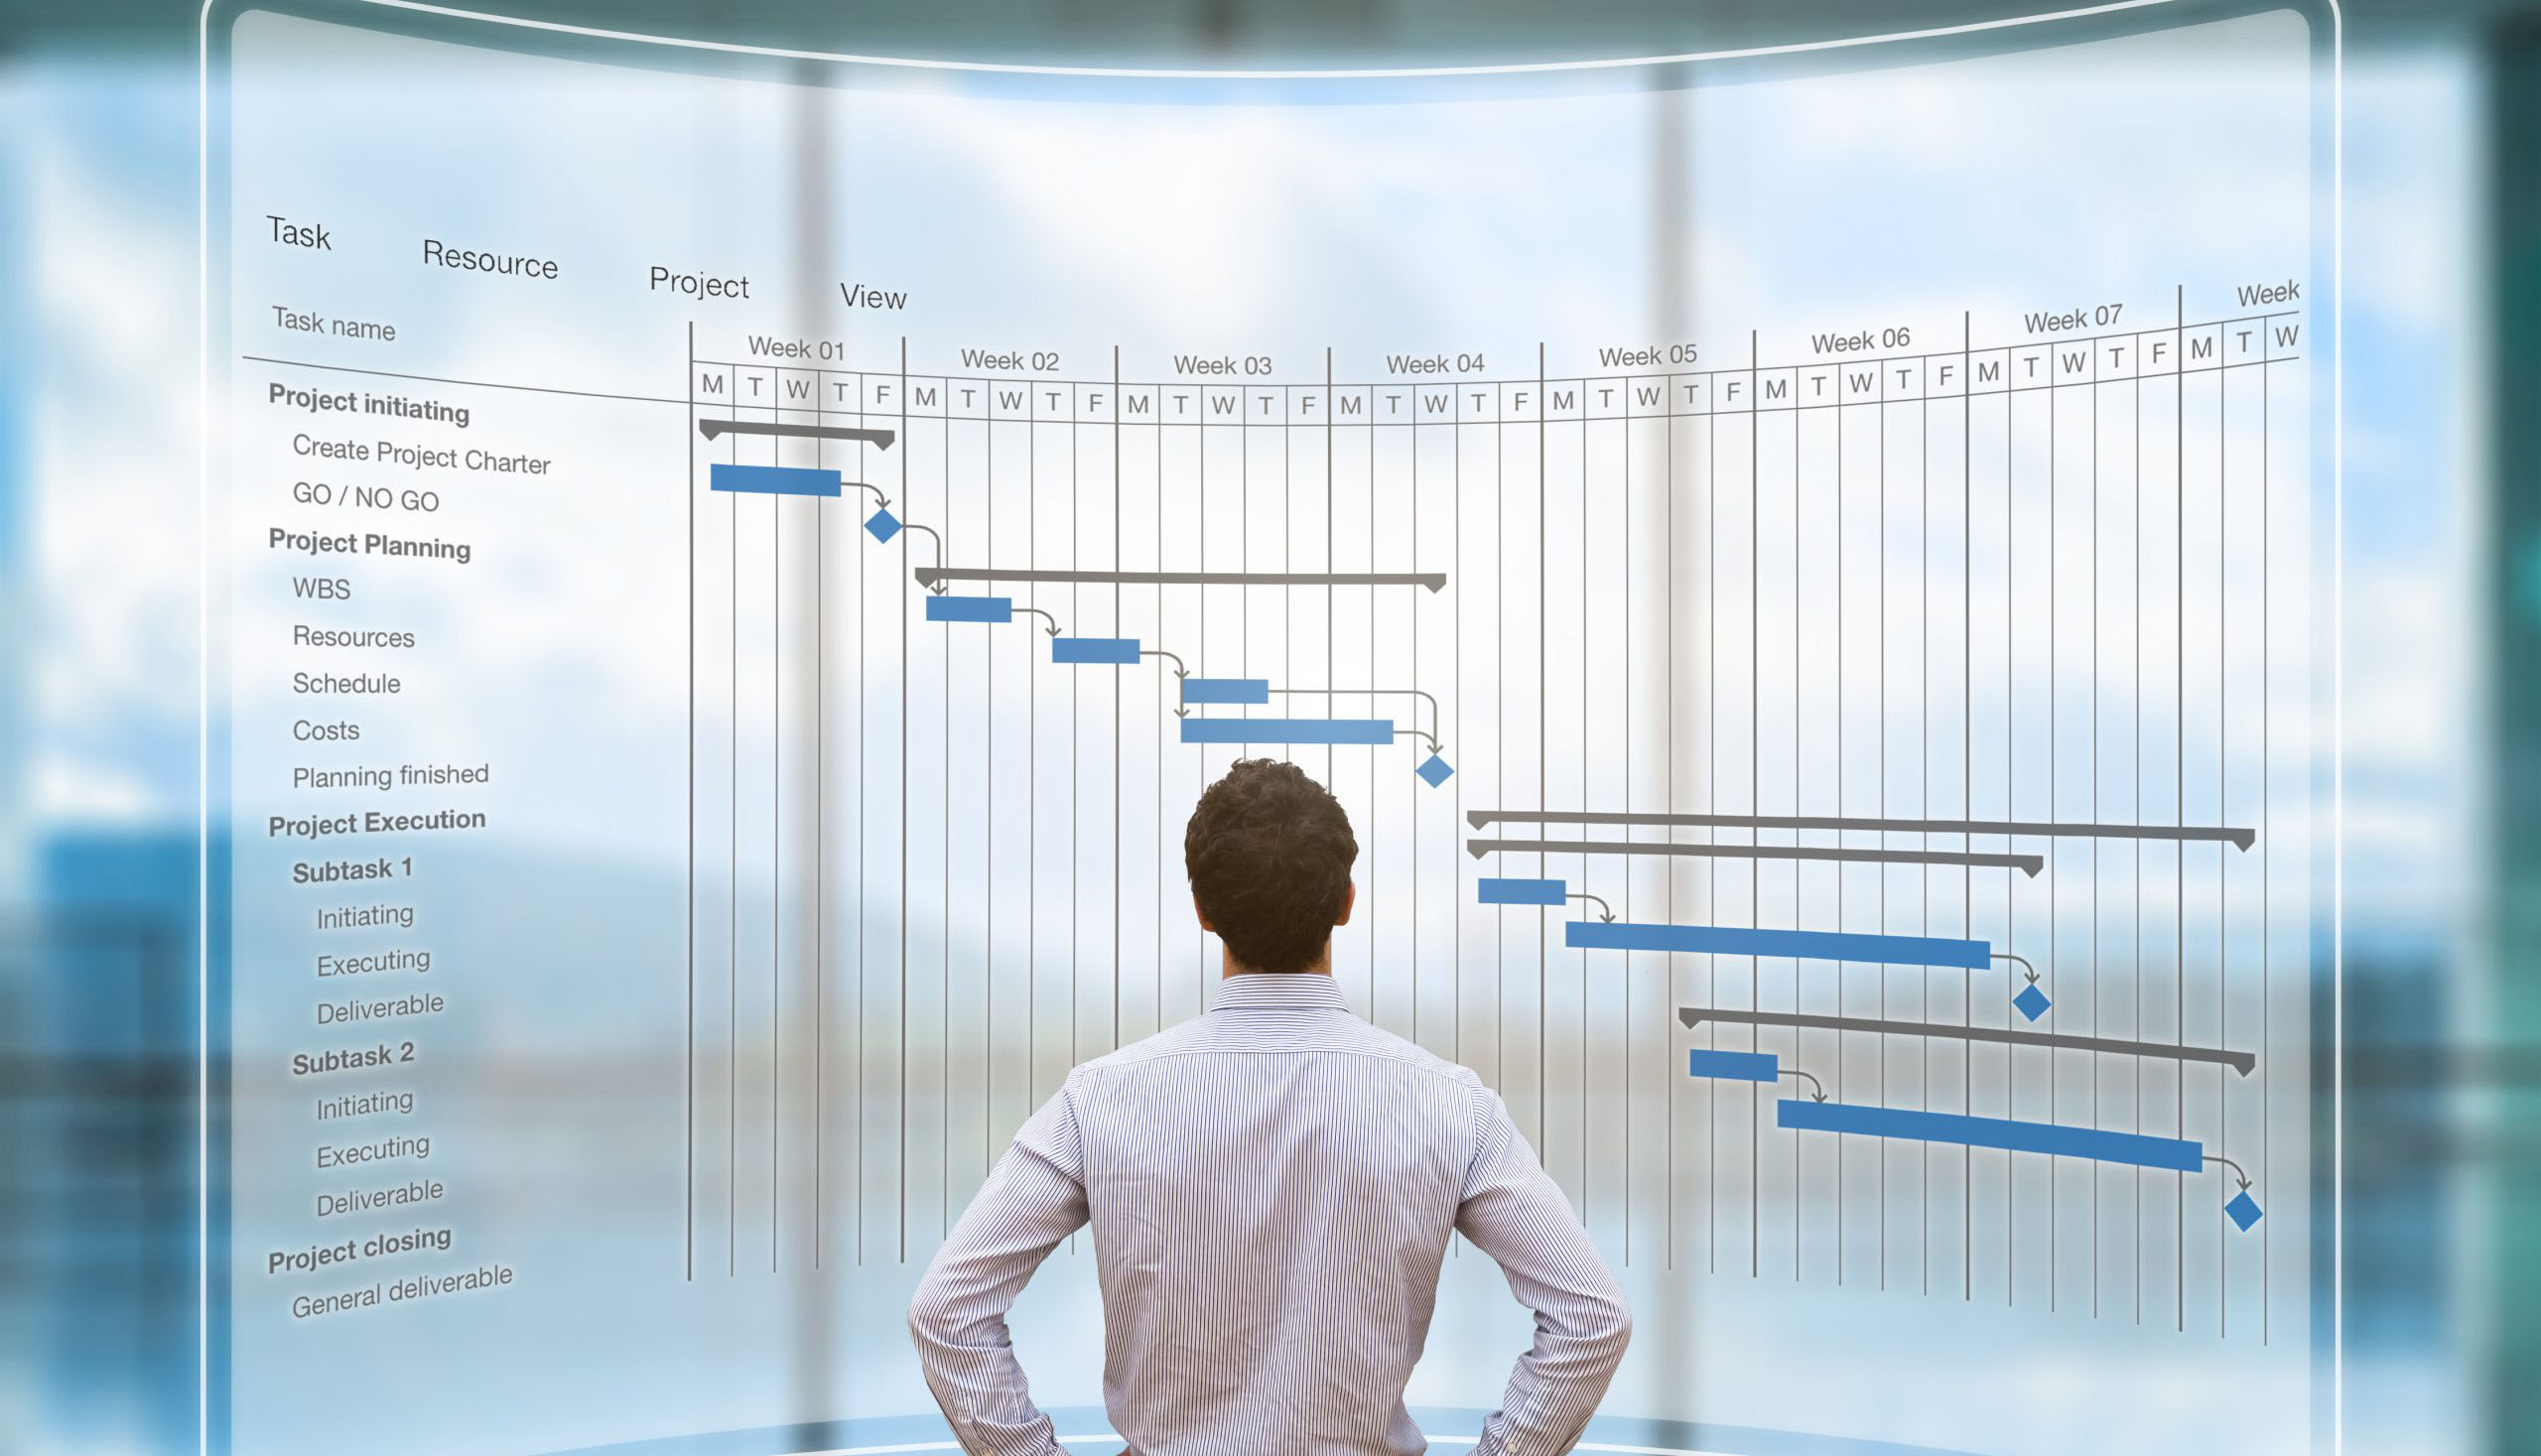 Task Resource Project View
Task name
Week 01 Week 02 Week 03 Week 04 Week 05 Week 06 Week 07 Week
M T W T F M T W T F M T W T F M T W T F M T W T F M T W T F M T W T F M T W
Project initiating
Create Project Charter
GO / NO GO
Project Planning
WBS
Resources
Schedule
Costs
Planning finished
Project Execution
Subtask 1
Initiating
Executing
Deliverable
Subtask 2
Initiating
Executing
Deliverable
Project closing
General deliverable